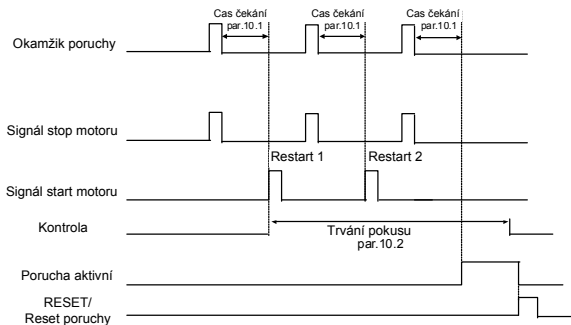 Cas čekání par.10.1
Cas čekání par.10.1
Cas čekání par.10.1
Okamžik poruchy
Signál stop motoru
Restart 1
Restart 2
Signál start motoru
Kontrola
Trvání pokusu
par.10.2
Porucha aktivní
RESET/
Reset poruchy